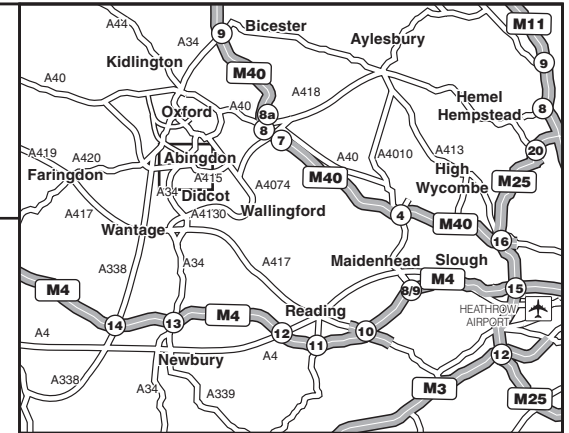 A44
A34
9
Bicester
M11
Kidlington
Aylesbury
A40
M40
9
A418
Hemel
Hempstead
Oxford
A40
8a
8
8
7
20
A419
A420
Abingdon
A40
A4010
A413
High
Wycombe
Faringdon
A415
A4074
M40
M25
A34
Didcot
A417
A4130
Wallingford
4
M40
Wantage
16
A338
A34
A417
Maidenhead
Slough
M4
8/9
M4
15
HEATHROW
AIRPORT
M4
Reading
14
13
12
11
10
12
A4
A4
Newbury
M3
M25
A338
A34
A339